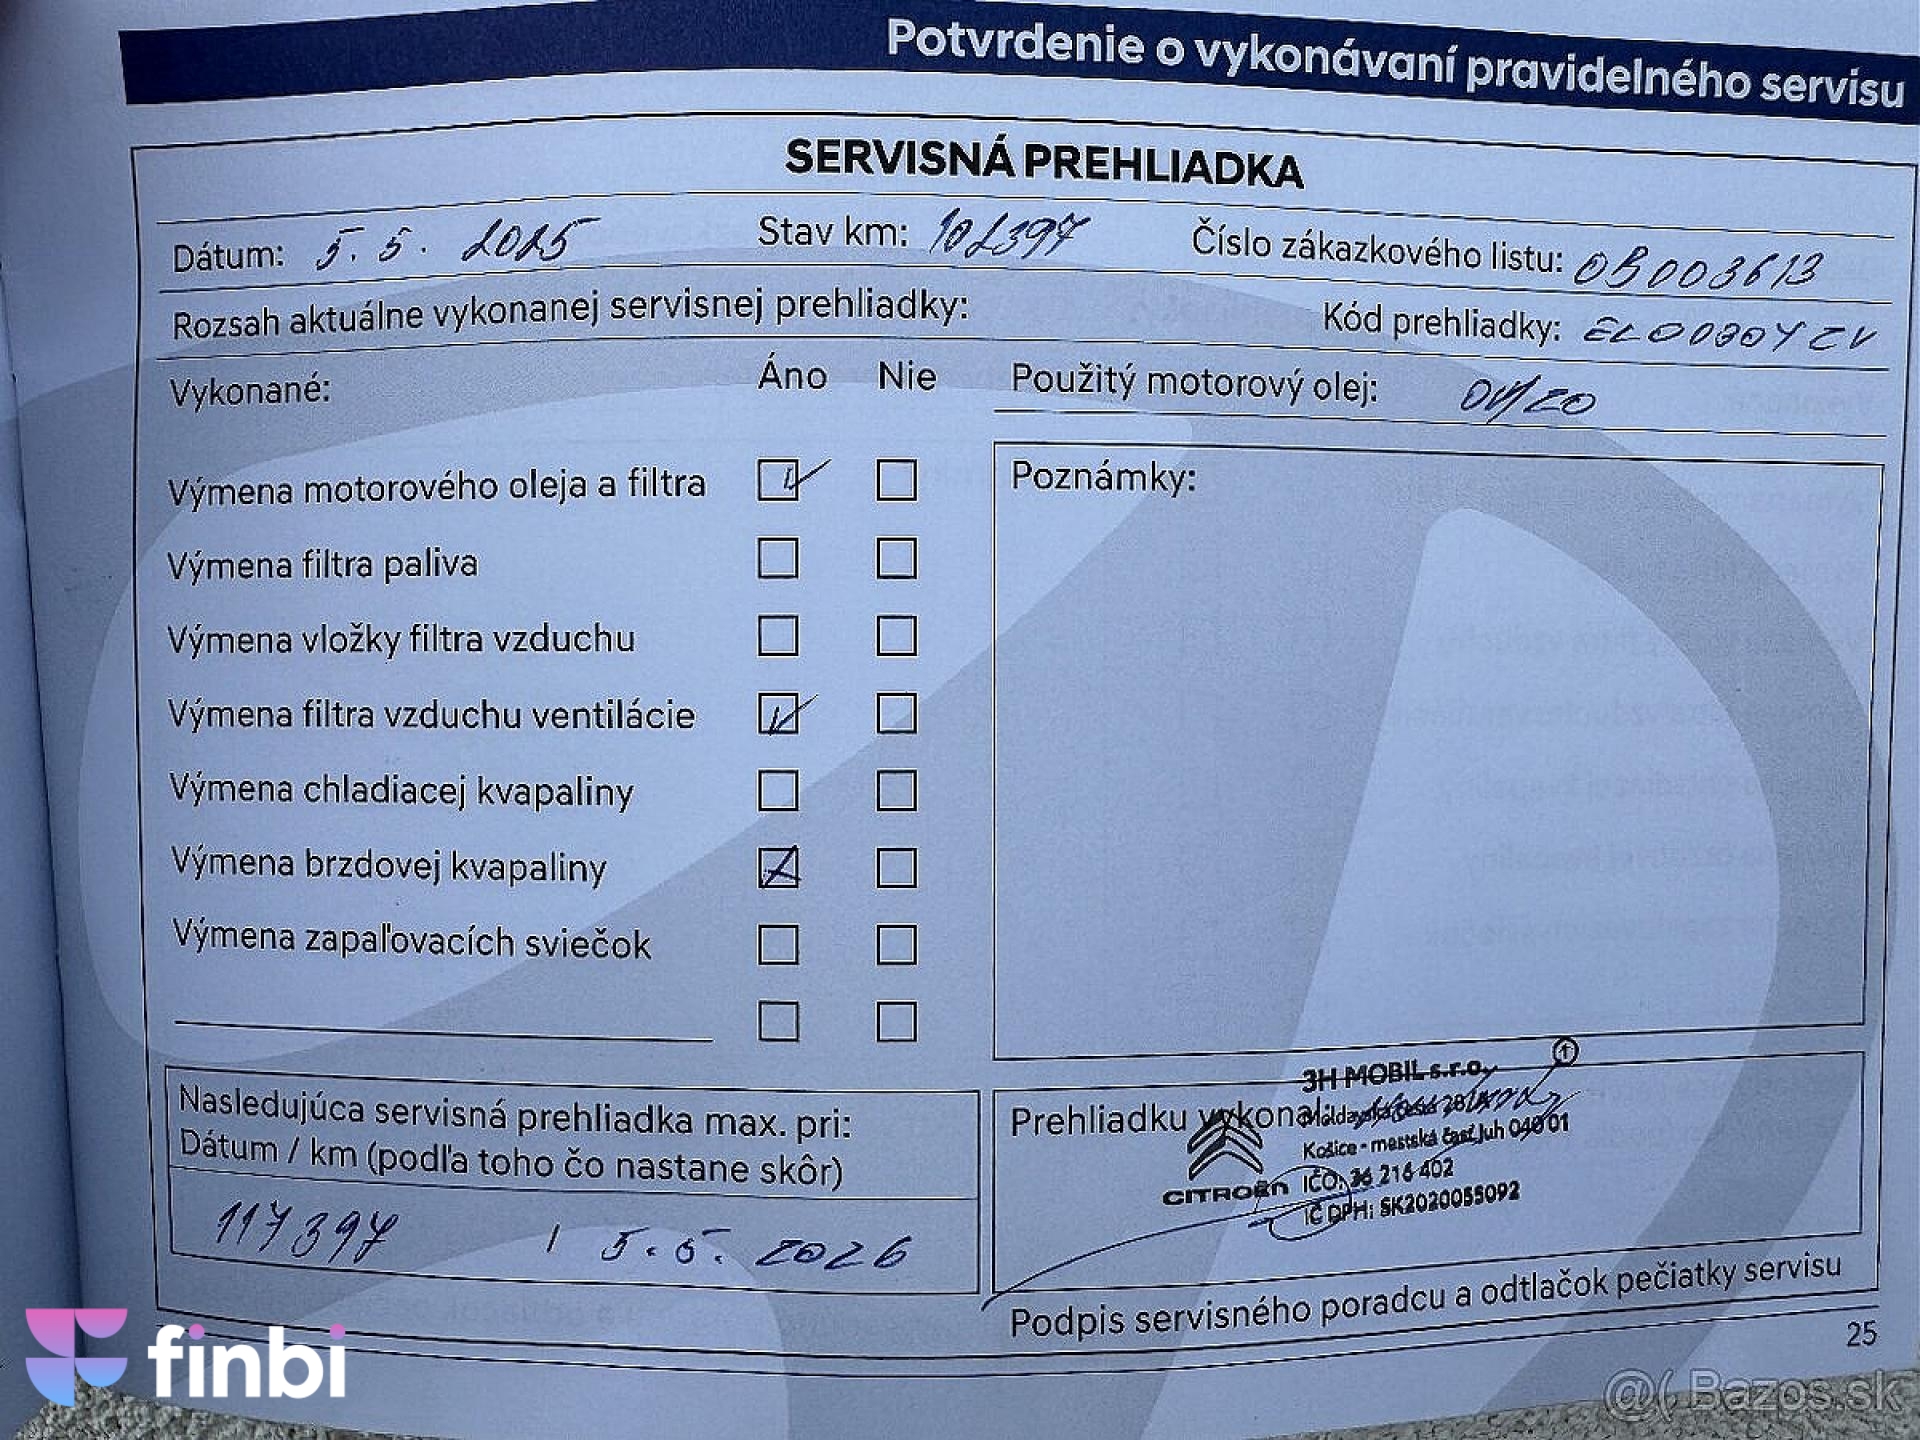 Potvrdenie o vykonávaní pravidelného servisu
SERVISNÁ PREHLIADKA
Dátum: 5. 5. 2025 Stav km: 102397 Číslo zákazkového listu: OB003613
Rozsah aktuálne vykonanej servisnej prehliadky: Kód prehliadky:
Vykonané: Áno Nie Použitý motorový olej: 0W/20
Výmena motorového oleja a filtra
Poznámky:
Výmena filtra paliva
Výmena vložky filtra vzduchu
Výmena filtra vzduchu ventilácie
Výmena chladiacej kvapaliny
Výmena brzdovej kvapaliny
Výmena zapaľovacích sviečok
Nasledujúca servisná prehliadka max. pri:
Dátum / km (podľa toho čo nastane skôr)
117397 / 5.5.2026
Prehliadku vykonal:
3H MOBIL s.r.o.
Moldavská cesta
Košice - mestská časť Juh 040 01
IČO: 36 216 402
IČ DPH: SK2020055092
CITROËN
Podpis servisného poradcu a odtlačok pečiatky servisu
25
finbi
@( Bazos.sk